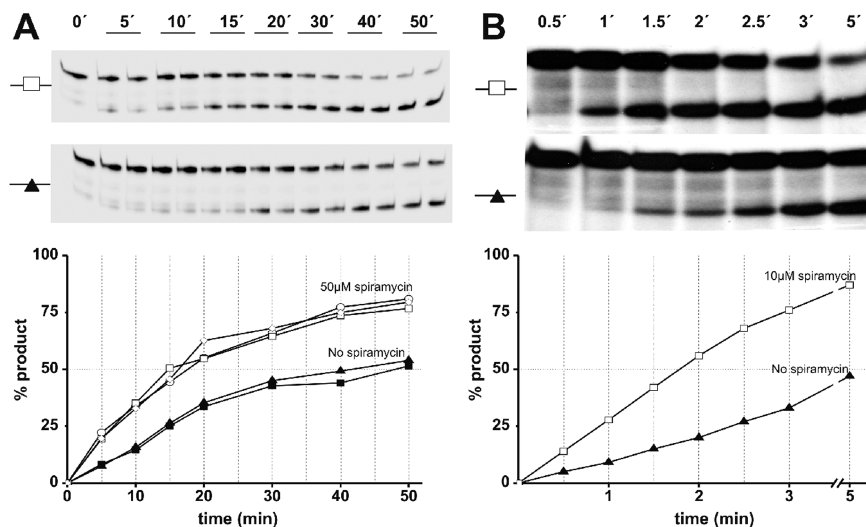 A
0´ 5´ 10´ 15´ 20´ 30´ 40´ 50´
B
0.5´ 1´ 1.5´ 2´ 2.5´ 3´ 5´
100
75
50
25
0
% product
50µM spiramycin
No spiramycin
0 10 20 30 40 50
time (min)
100
75
50
25
0
% product
10µM spiramycin
No spiramycin
1 2 3 5
time (min)